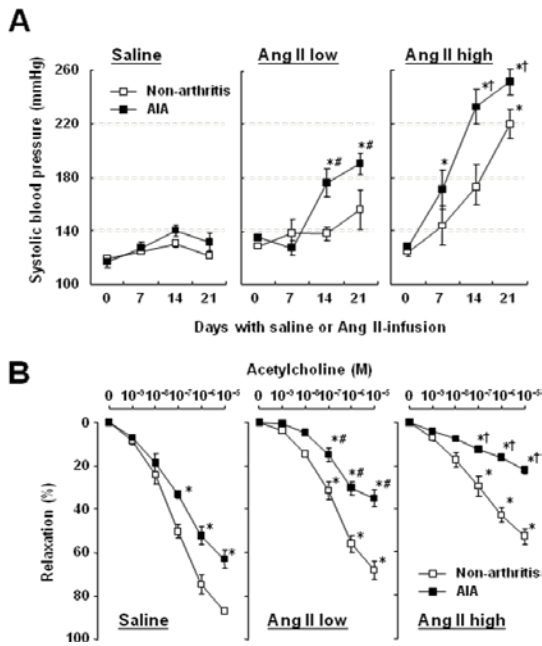 A
Saline
Ang II low
Ang II high
Systolic blood pressure (mmHg)
260
220
180
140
100
Non-arthritis
AIA
*#
*#
*
*†
*†
*
0 7 14 21
0 7 14 21
0 7 14 21
Days with saline or Ang II-infusion
B
Acetylcholine (M)
0 10⁻⁹ 10⁻⁸ 10⁻⁷ 10⁻⁶ 10⁻⁵
0 10⁻⁹ 10⁻⁸ 10⁻⁷ 10⁻⁶ 10⁻⁵
0 10⁻⁹ 10⁻⁸ 10⁻⁷ 10⁻⁶ 10⁻⁵
Relaxation (%)
0
20
40
60
80
100
*
*
*
*#
*#
*#
*
*
*
*†
*†
*†
*
*
*
Non-arthritis
AIA
Saline
Ang II low
Ang II high